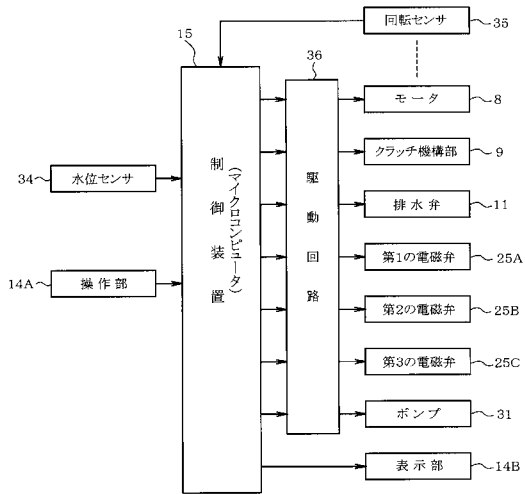 回転センサ
35
15
36
モータ
8
クラッチ機構部
9
水位センサ
34
排水弁
11
制御装置
(マイクロコンピュータ)
駆動回路
第1の電磁弁
25A
操作部
14A
第2の電磁弁
25B
第3の電磁弁
25C
ポンプ
31
表示部
14B